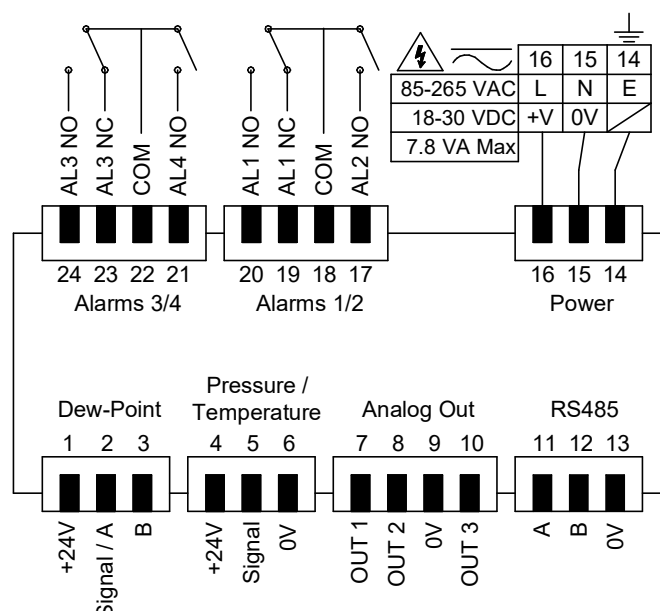 16 15 14
85-265 VAC L N E
18-30 VDC +V 0V
7.8 VA Max
AL3 NO
AL3 NC
COM
AL4 NO
AL1 NO
AL1 NC
COM
AL2 NO
24 23 22 21
20 19 18 17
16 15 14
Alarms 3/4
Alarms 1/2
Power
Dew-Point
Pressure /
Temperature
Analog Out
RS485
1 2 3
4 5 6
7 8 9 10
11 12 13
+24V
Signal / A
B
+24V
Signal
0V
OUT 1
OUT 2
0V
OUT 3
A
B
0V